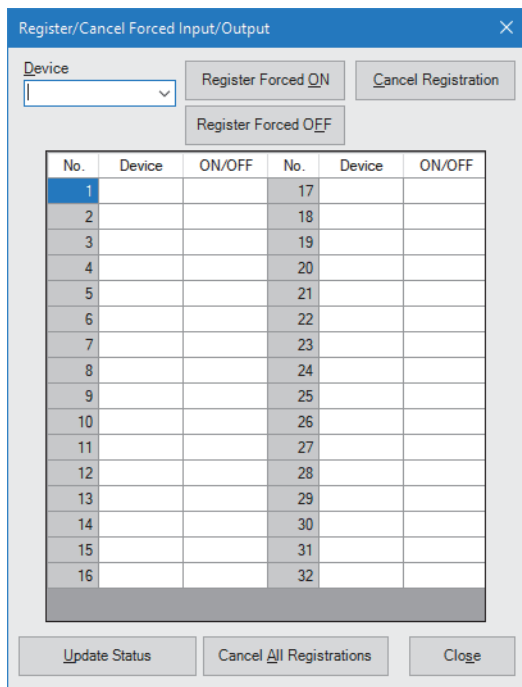 Register/Cancel Forced Input/Output
Device
Register Forced ON
Cancel Registration
Register Forced OFF
No. Device ON/OFF No. Device ON/OFF
1 17
2 18
3 19
4 20
5 21
6 22
7 23
8 24
9 25
10 26
11 27
12 28
13 29
14 30
15 31
16 32
Update Status
Cancel All Registrations
Close